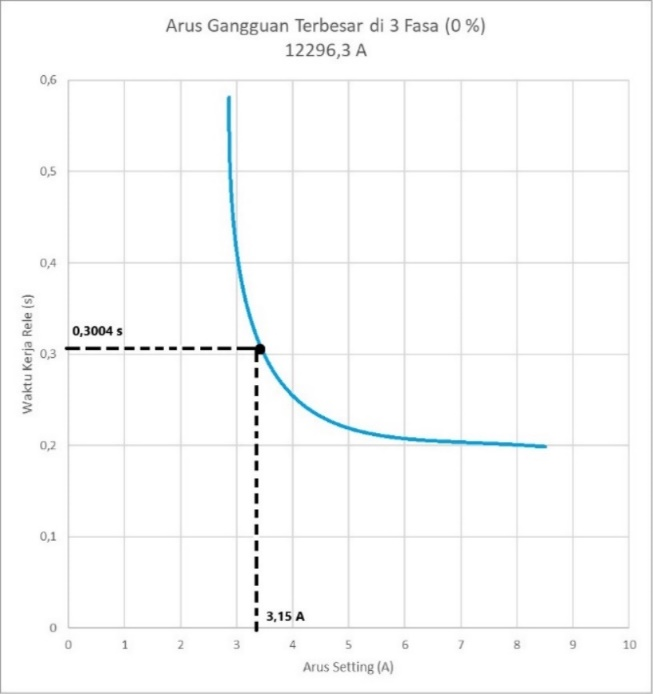 Arus Gangguan Terbesar di 3 Fasa (0 %)
12296,3 A
0,6
0,5
0,4
0,3
0,2
0,1
0
Waktu Kerja Rele (s)
0,3004 s
3,15 A
0 1 2 3 4 5 6 7 8 9 10
Arus Setting (A)